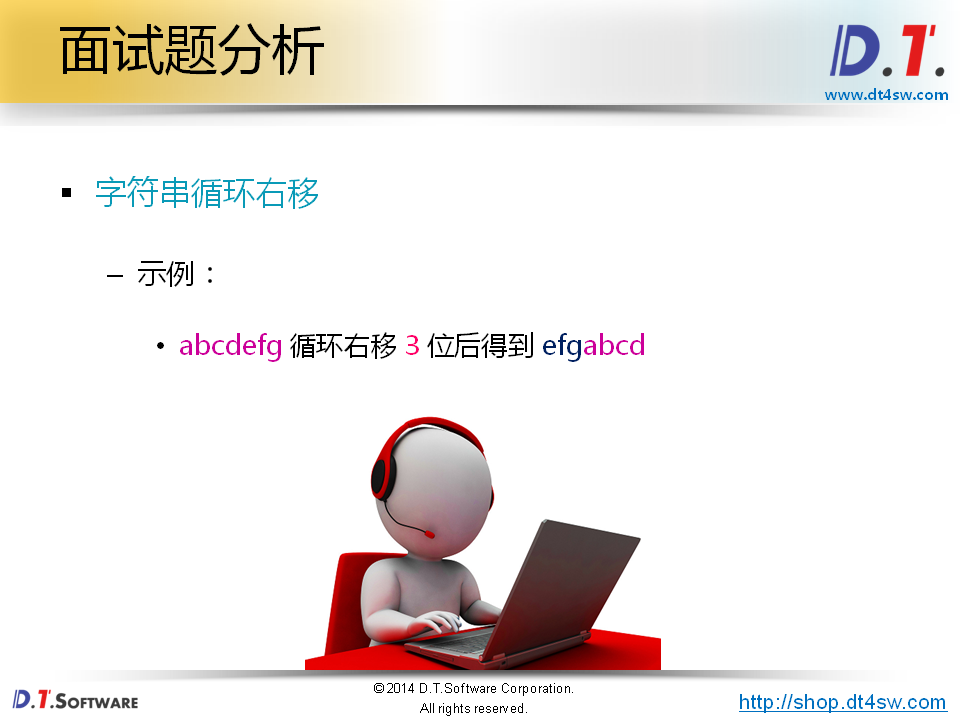 面试题分析
D.T.
www.dt4sw.com
▪ 字符串循环右移
– 示例：
• abcdefg 循环右移 3 位后得到 efgabcd
D.T.SOFTWARE
©2014 D.T.Software Corporation.
All rights reserved.
http://shop.dt4sw.com